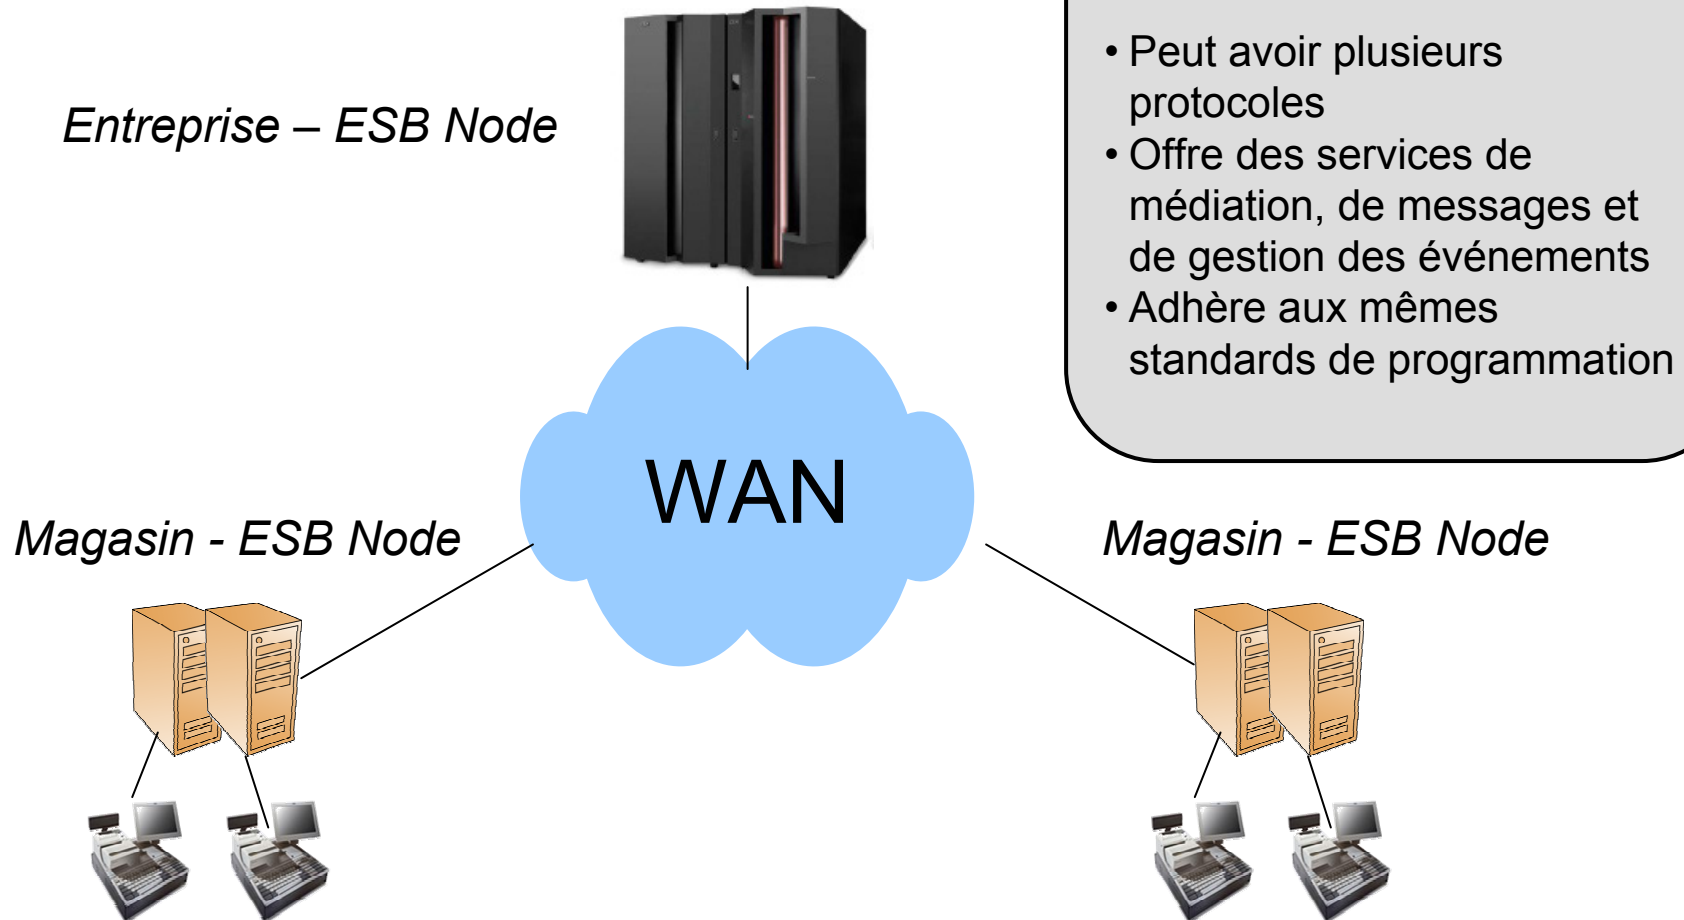 • Peut avoir plusieurs
protocoles
• Offre des services de
médiation, de messages et
de gestion des événements
• Adhère aux mêmes
standards de programmation
Entreprise – ESB Node
WAN
Magasin - ESB Node
Magasin - ESB Node